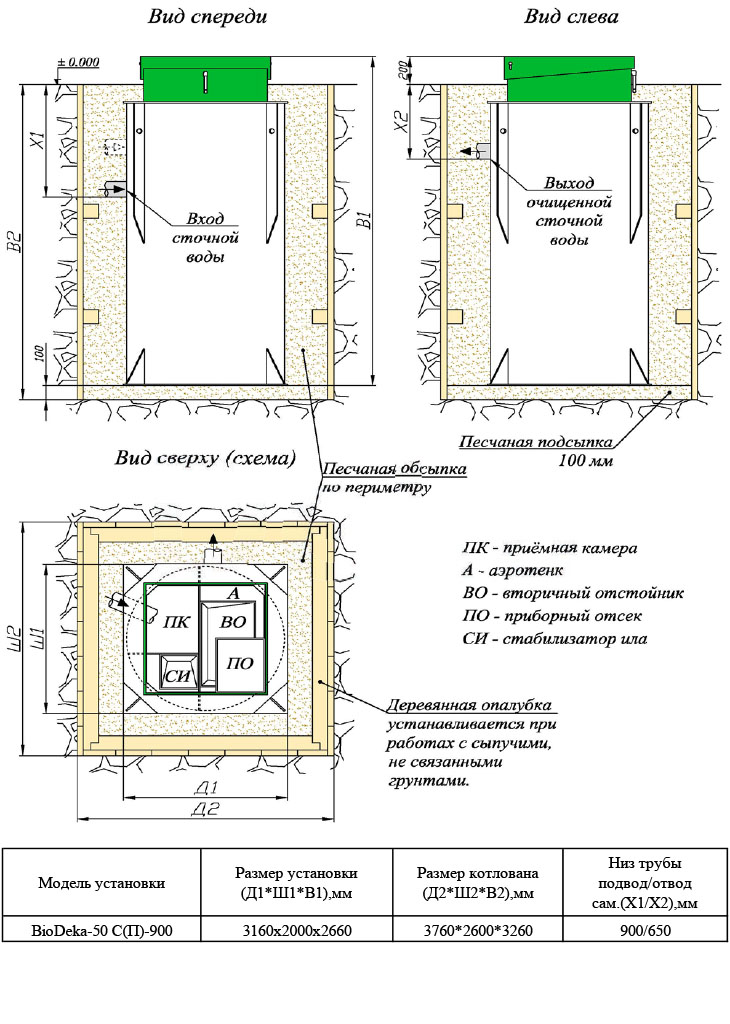 Вид спереди
Вид слева
± 0.000
200
X1
X2
B1
B2
100
Вход
сточной
воды
Выход
очищенной
сточной
воды
Песчаная подсыпка
100 мм
Вид сверху (схема)
Песчаная обсыпка
по периметру
ПК - приёмная камера
А - аэротенк
ВО - вторичный отстойник
ПО - приборный отсек
СИ - стабилизатор ила
А
ПК
ВО
ПО
СИ
Ш2
Ш1
Д1
Д2
Деревянная опалубка
устанавливается при
работах с сыпучими,
не связанными
грунтами.
Модель установки
Размер установки
(Д1*Ш1*В1),мм
Размер котлована
(Д2*Ш2*В2),мм
Низ трубы
подвод/отвод
сам.(Х1/Х2),мм
BioDeka-50 С(П)-900
3160х2000х2660
3760*2600*3260
900/650